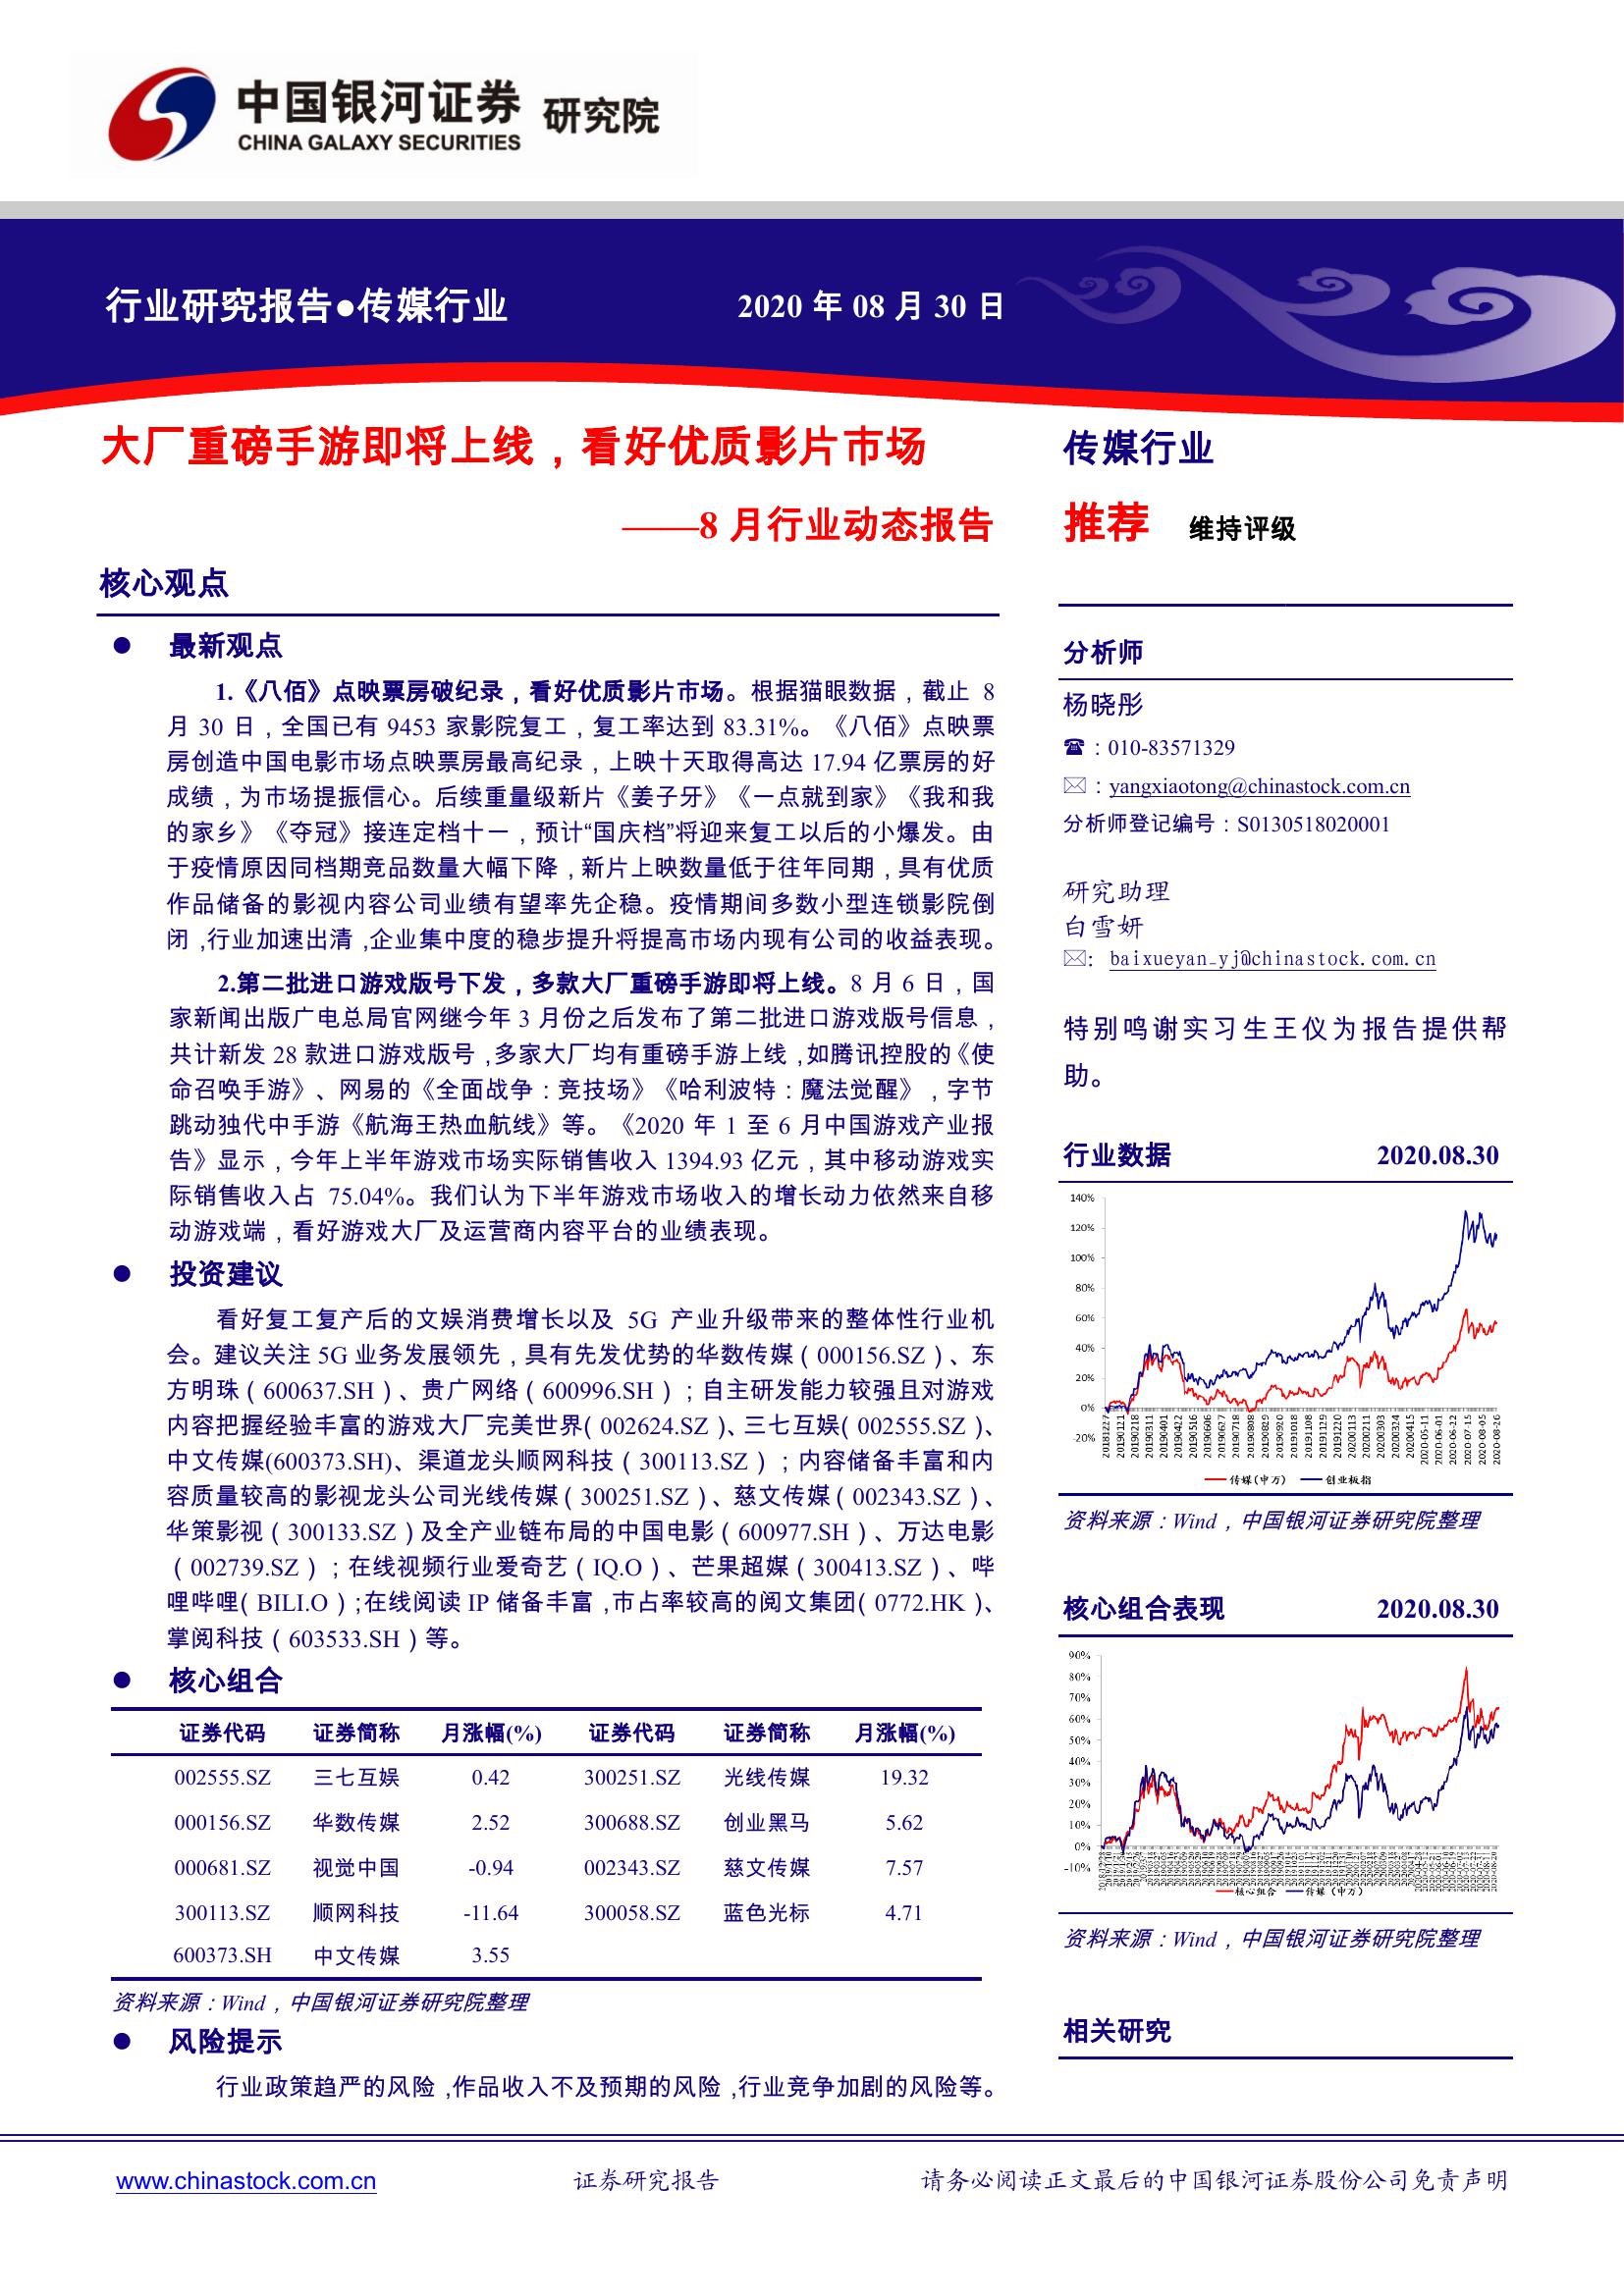 中国银河证券 研究院
CHINA GALAXY SECURITIES
行业研究报告●传媒行业
2020 年 08 月 30 日
大厂重磅手游即将上线，看好优质影片市场
——8 月行业动态报告
核心观点
● 最新观点
1.《八佰》点映票房破纪录，看好优质影片市场。根据猫眼数据，截止 8
月 30 日，全国已有 9453 家影院复工，复工率达到 83.31%。《八佰》点映票
房创造中国电影市场点映票房最高纪录，上映十天取得高达 17.94 亿票房的好
成绩，为市场提振信心。后续重量级新片《姜子牙》《一点就到家》《我和我
的家乡》《夺冠》接连定档十一，预计“国庆档”将迎来复工以后的小爆发。由
于疫情原因同档期竞品数量大幅下降，新片上映数量低于往年同期，具有优质
作品储备的影视内容公司业绩有望率先企稳。疫情期间多数小型连锁影院倒
闭，行业加速出清，企业集中度的稳步提升将提高市场内现有公司的收益表现。
2.第二批进口游戏版号下发，多款大厂重磅手游即将上线。8 月 6 日，国
家新闻出版广电总局官网继今年 3 月份之后发布了第二批进口游戏版号信息，
共计新发 28 款进口游戏版号，多家大厂均有重磅手游上线，如腾讯控股的《使
命召唤手游》、网易的《全面战争：竞技场》《哈利波特：魔法觉醒》，字节
跳动独代中手游《航海王热血航线》等。《2020 年 1 至 6 月中国游戏产业报
告》显示，今年上半年游戏市场实际销售收入 1394.93 亿元，其中移动游戏实
际销售收入占 75.04%。我们认为下半年游戏市场收入的增长动力依然来自移
动游戏端，看好游戏大厂及运营商内容平台的业绩表现。
● 投资建议
看好复工复产后的文娱消费增长以及 5G 产业升级带来的整体性行业机
会。建议关注 5G 业务发展领先，具有先发优势的华数传媒（000156.SZ）、东
方明珠（600637.SH）、贵广网络（600996.SH）；自主研发能力较强且对游戏
内容把握经验丰富的游戏大厂完美世界（002624.SZ）、三七互娱（002555.SZ）、
中文传媒(600373.SH)、渠道龙头顺网科技（300113.SZ）；内容储备丰富和内
容质量较高的影视龙头公司光线传媒（300251.SZ）、慈文传媒（002343.SZ）、
华策影视（300133.SZ）及全产业链布局的中国电影（600977.SH）、万达电影
（002739.SZ）；在线视频行业爱奇艺（IQ.O）、芒果超媒（300413.SZ）、哔
哩哔哩（BILI.O）；在线阅读 IP 储备丰富，市占率较高的阅文集团（0772.HK）、
掌阅科技（603533.SH）等。
● 核心组合
证券代码 证券简称 月涨幅(%) 证券代码 证券简称 月涨幅(%)
002555.SZ 三七互娱 0.42 300251.SZ 光线传媒 19.32
000156.SZ 华数传媒 2.52 300688.SZ 创业黑马 5.62
000681.SZ 视觉中国 -0.94 002343.SZ 慈文传媒 7.57
300113.SZ 顺网科技 -11.64 300058.SZ 蓝色光标 4.71
600373.SH 中文传媒 3.55
资料来源：Wind，中国银河证券研究院整理
● 风险提示
行业政策趋严的风险，作品收入不及预期的风险，行业竞争加剧的风险等。
传媒行业
推荐 维持评级
分析师
杨晓彤
☎：010-83571329
✉：yangxiaotong@chinastock.com.cn
分析师登记编号：S0130518020001
研究助理
白雪妍
✉: baixueyan_yj@chinastock.com.cn
特别鸣谢实习生王仪为报告提供帮
助。
行业数据 2020.08.30
140%
120%
100%
80%
60%
40%
20%
0%
-20%
20181227 20190121 20190218 20190311 20190401 20190422 20190516 20190606 20190627 20190718 20190808 20190829 20190920 20191018 20191108 20191129 20191220 20200113 20200211 20200303 20200324 20200415 2020-05-11 2020-06-01 2020-06-22 2020-07-15 2020-08-05 2020-08-26
传媒(申万) 创业板指
资料来源：Wind，中国银河证券研究院整理
核心组合表现 2020.08.30
90%
80%
70%
60%
50%
40%
30%
20%
10%
0%
-10%
核心组合 传媒（申万）
资料来源：Wind，中国银河证券研究院整理
相关研究
www.chinastock.com.cn 证券研究报告 请务必阅读正文最后的中国银河证券股份公司免责声明